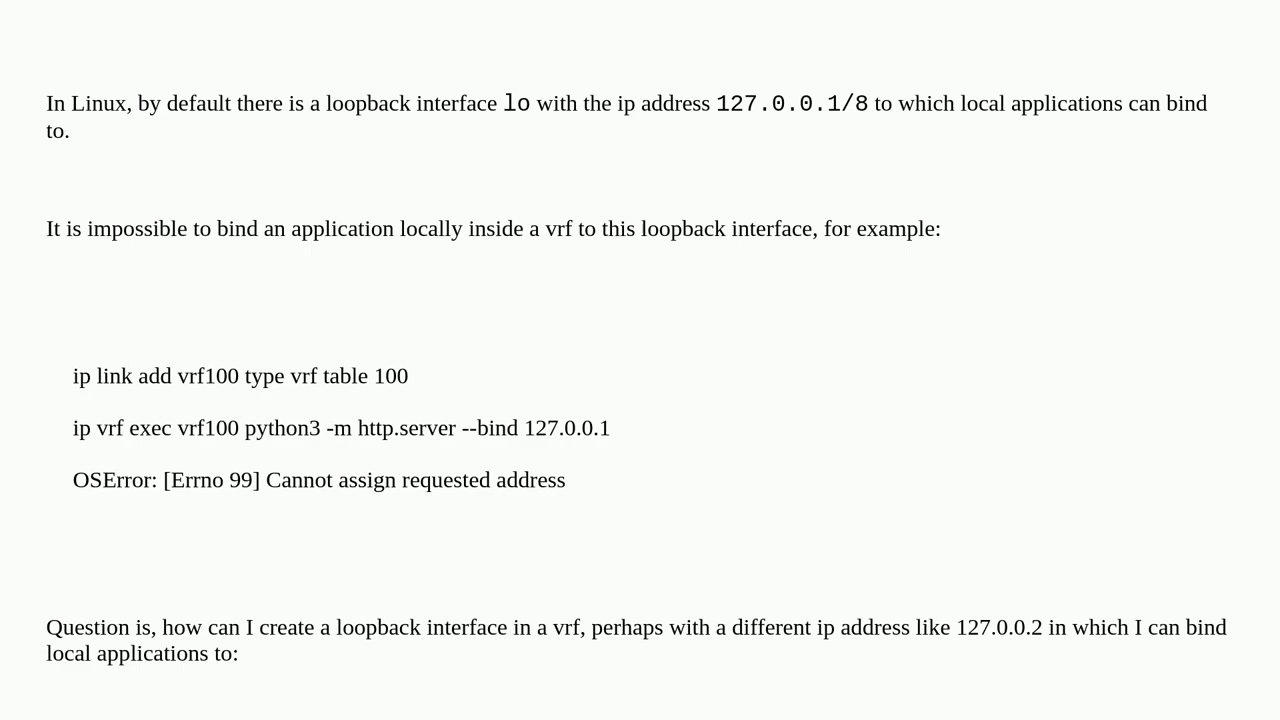 In Linux, by default there is a loopback interface lo with the ip address 127.0.0.1/8 to which local applications can bind
to.
It is impossible to bind an application locally inside a vrf to this loopback interface, for example:
ip link add vrf100 type vrf table 100
ip vrf exec vrf100 python3 -m http.server --bind 127.0.0.1
OSError: [Errno 99] Cannot assign requested address
Question is, how can I create a loopback interface in a vrf, perhaps with a different ip address like 127.0.0.2 in which I can bind
local applications to: